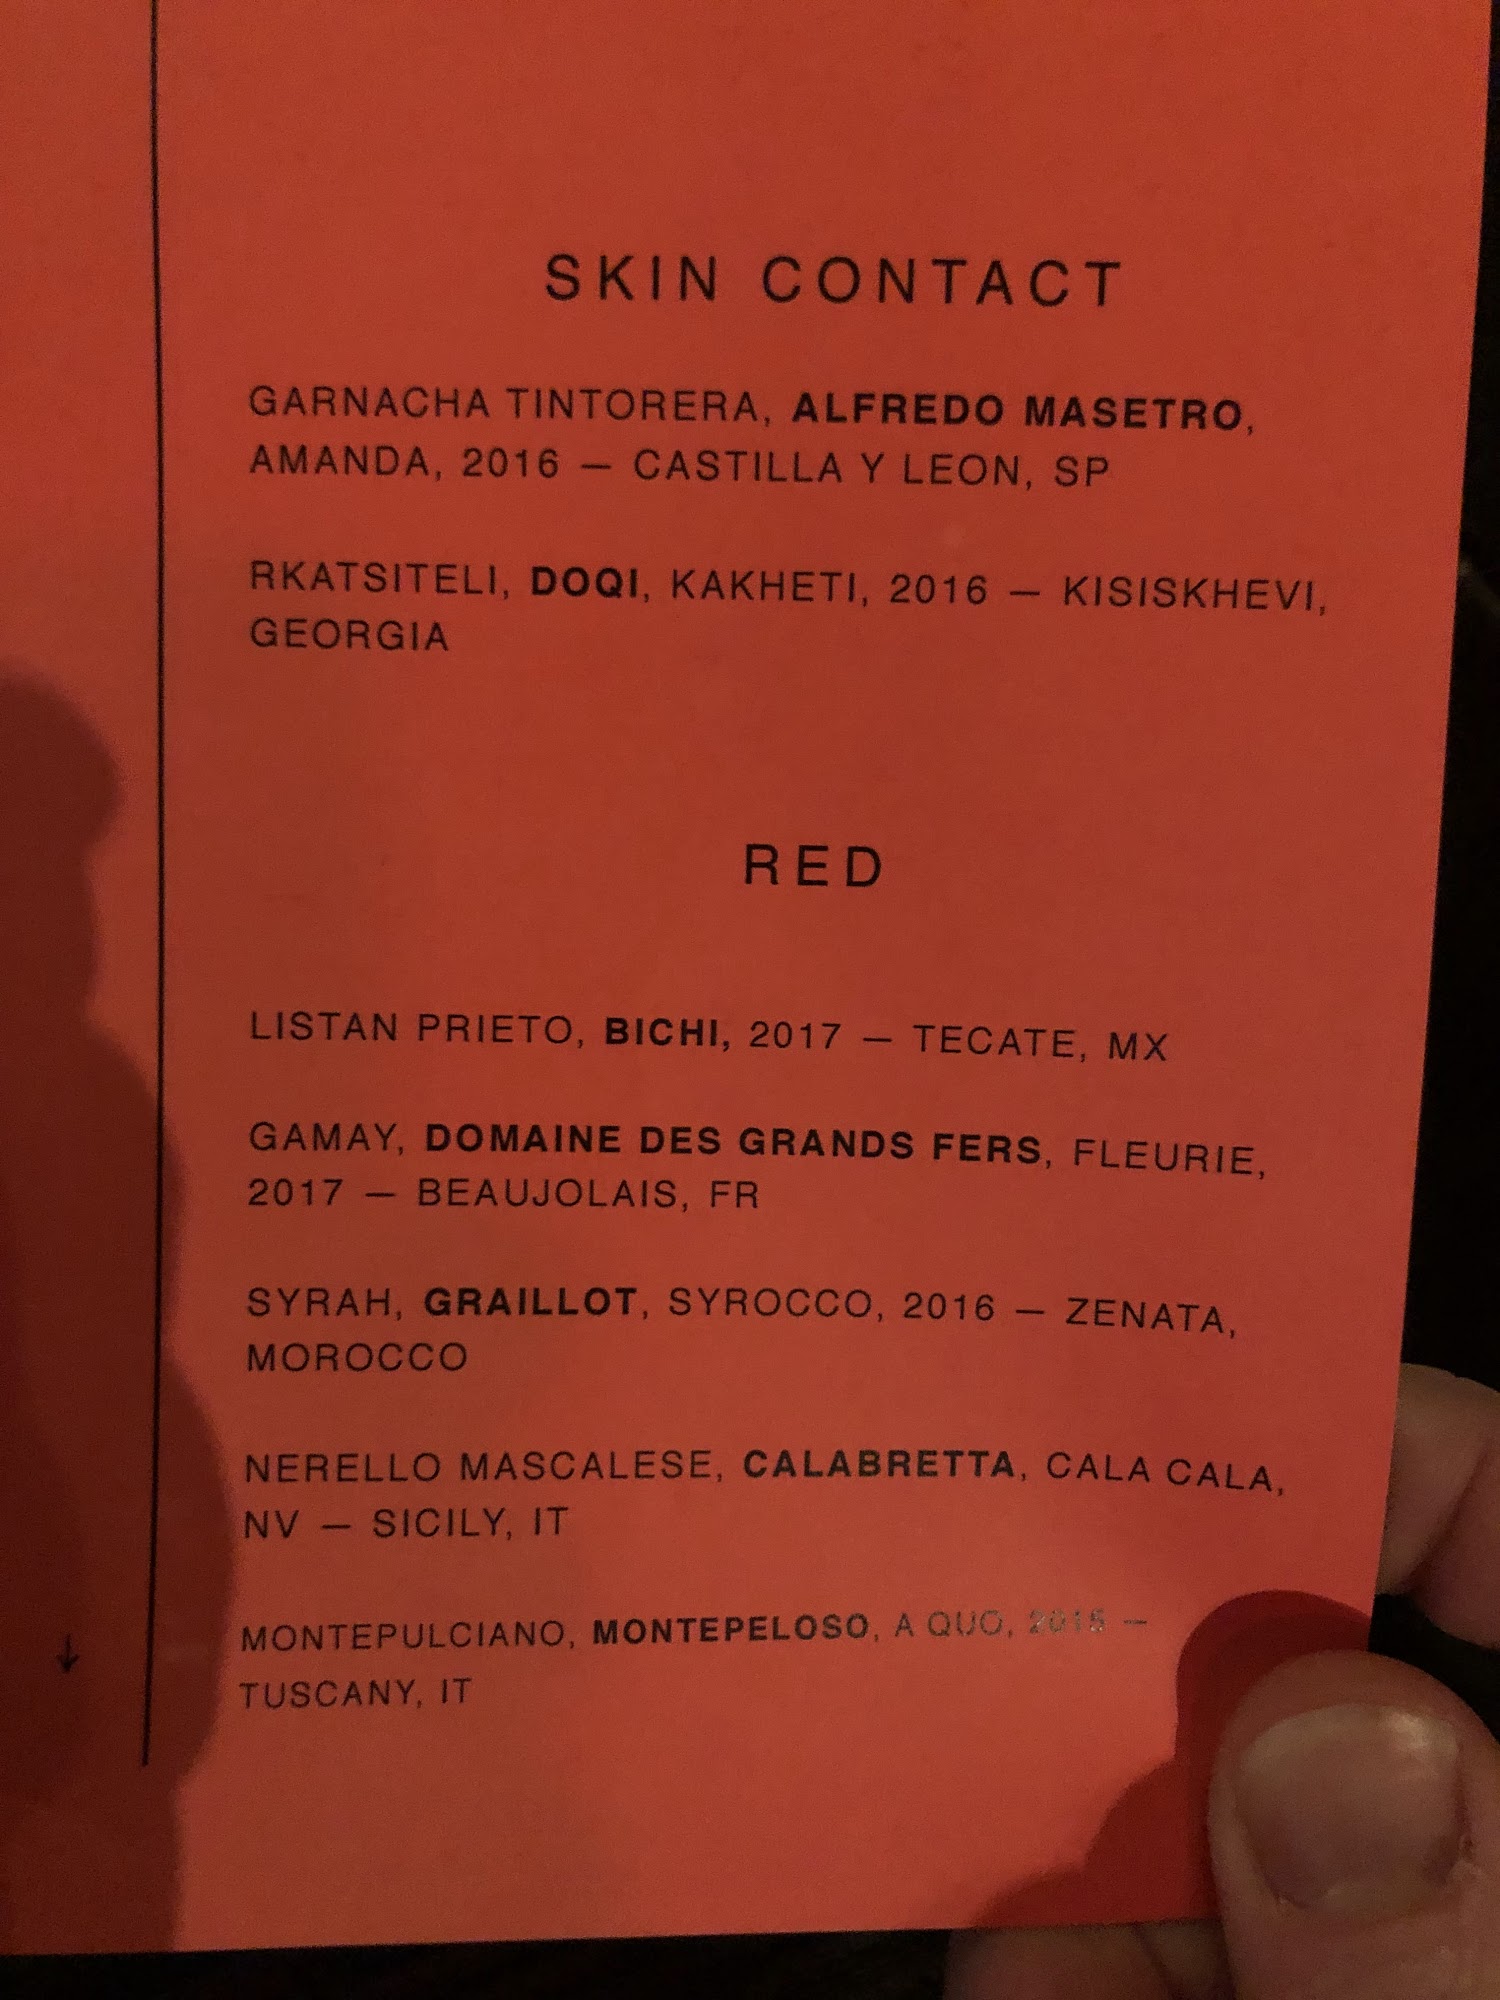 SKIN CONTACT
GARNACHA TINTORERA, ALFREDO MASETRO,
AMANDA, 2016 — CASTILLA Y LEON, SP
RKATSITELI, DOQI, KAKHETI, 2016 — KISISKHEVI,
GEORGIA
RED
LISTAN PRIETO, BICHI, 2017 — TECATE, MX
GAMAY, DOMAINE DES GRANDS FERS, FLEURIE,
2017 — BEAUJOLAIS, FR
SYRAH, GRAILLOT, SYROCCO, 2016 — ZENATA,
MOROCCO
NERELLO MASCALESE, CALABRETTA, CALA CALA,
NV — SICILY, IT
MONTEPULCIANO, MONTEPELOSO, A QUO, —
TUSCANY, IT